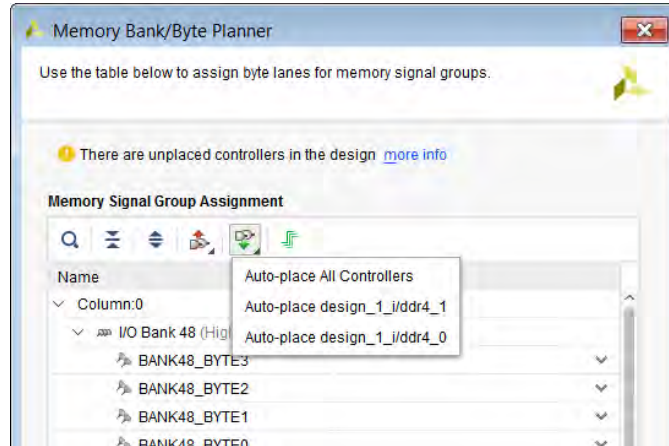 Memory Bank/Byte Planner
Use the table below to assign byte lanes for memory signal groups.
There are unplaced controllers in the design more info
Memory Signal Group Assignment
Name
Auto-place All Controllers
Column:0
Auto-place design_1_i/ddr4_1
I/O Bank 48 (Hig
Auto-place design_1_i/ddr4_0
BANK48_BYTE3
BANK48_BYTE2
BANK48_BYTE1
BANK48_BYTE0